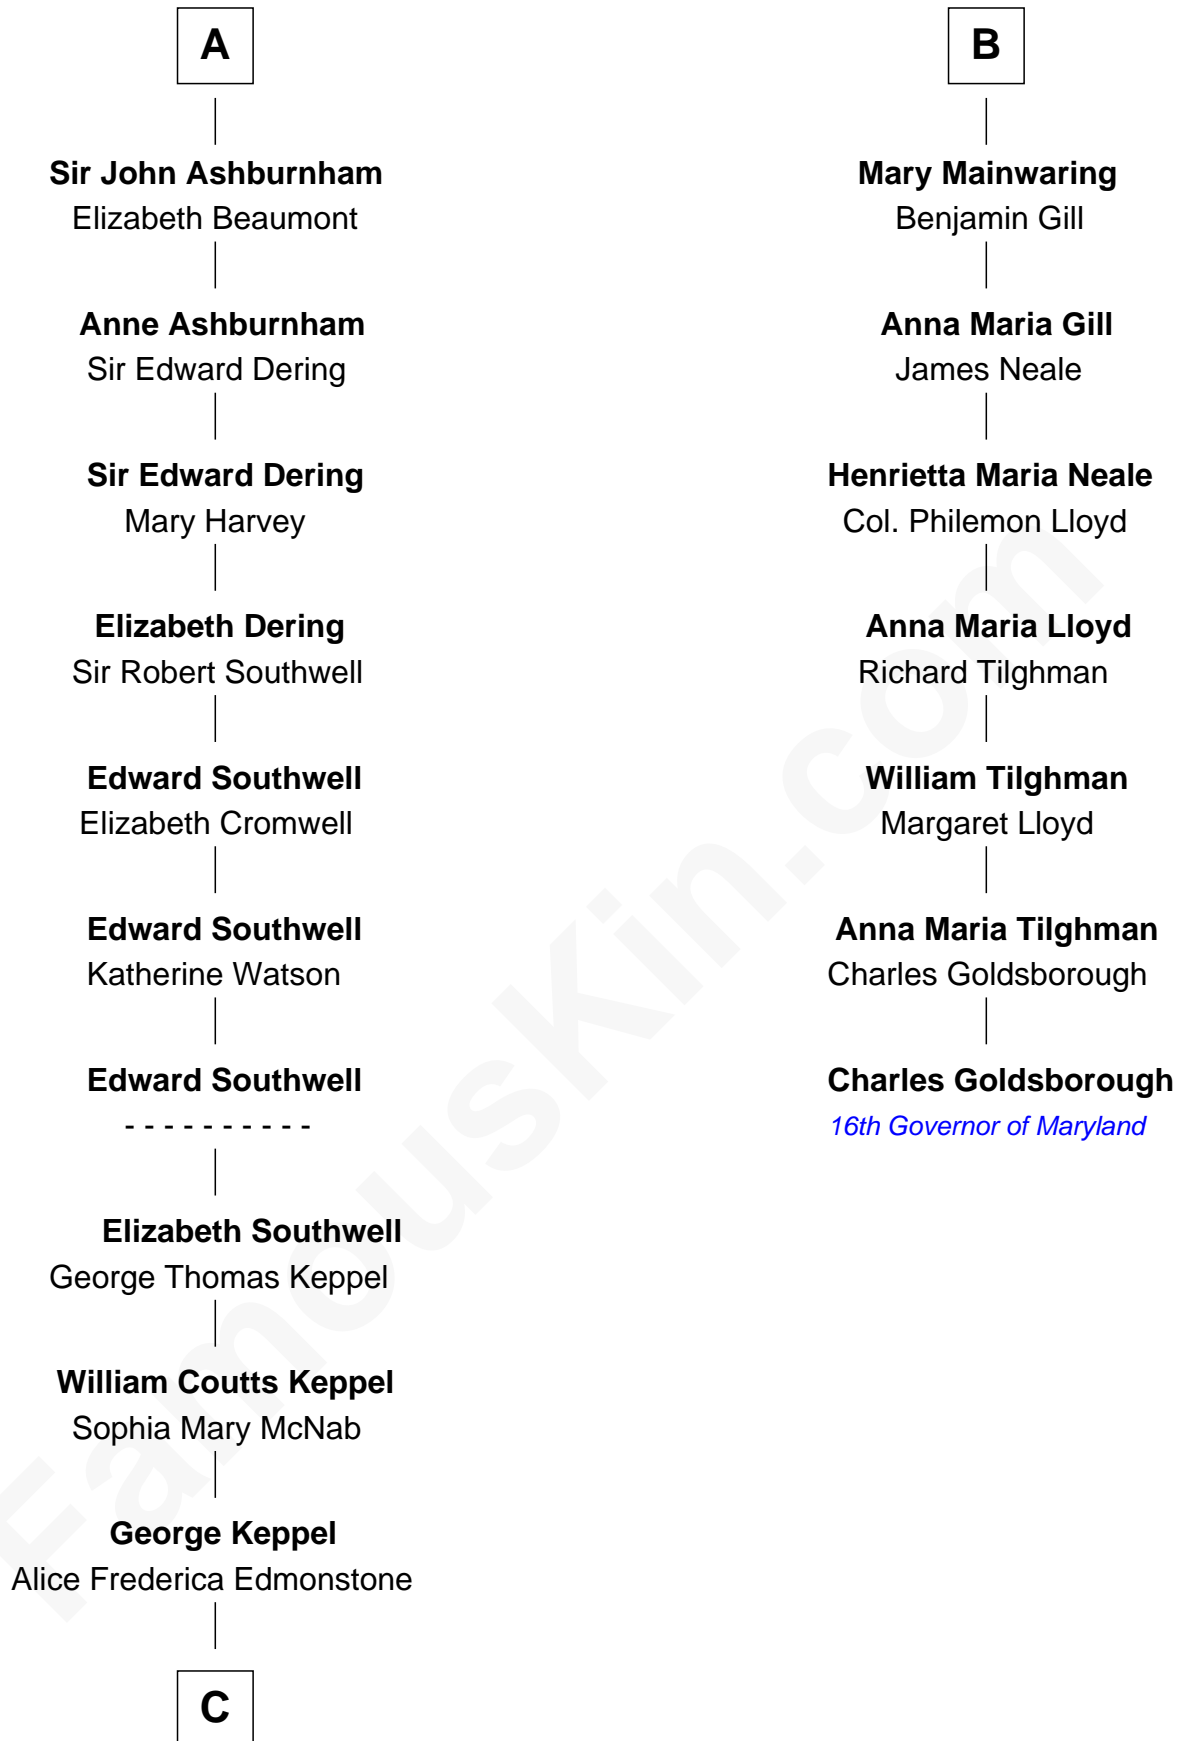 A
Sir John Ashburnham
Elizabeth Beaumont
Anne Ashburnham
Sir Edward Dering
Sir Edward Dering
Mary Harvey
Elizabeth Dering
Sir Robert Southwell
Edward Southwell
Elizabeth Cromwell
Edward Southwell
Katherine Watson
Edward Southwell
- - - - - - - - - -
Elizabeth Southwell
George Thomas Keppel
William Coutts Keppel
Sophia Mary McNab
George Keppel
Alice Frederica Edmonstone
C
B
Mary Mainwaring
Benjamin Gill
Anna Maria Gill
James Neale
Henrietta Maria Neale
Col. Philemon Lloyd
Anna Maria Lloyd
Richard Tilghman
William Tilghman
Margaret Lloyd
Anna Maria Tilghman
Charles Goldsborough
Charles Goldsborough
16th Governor of Maryland
FamousKin.com